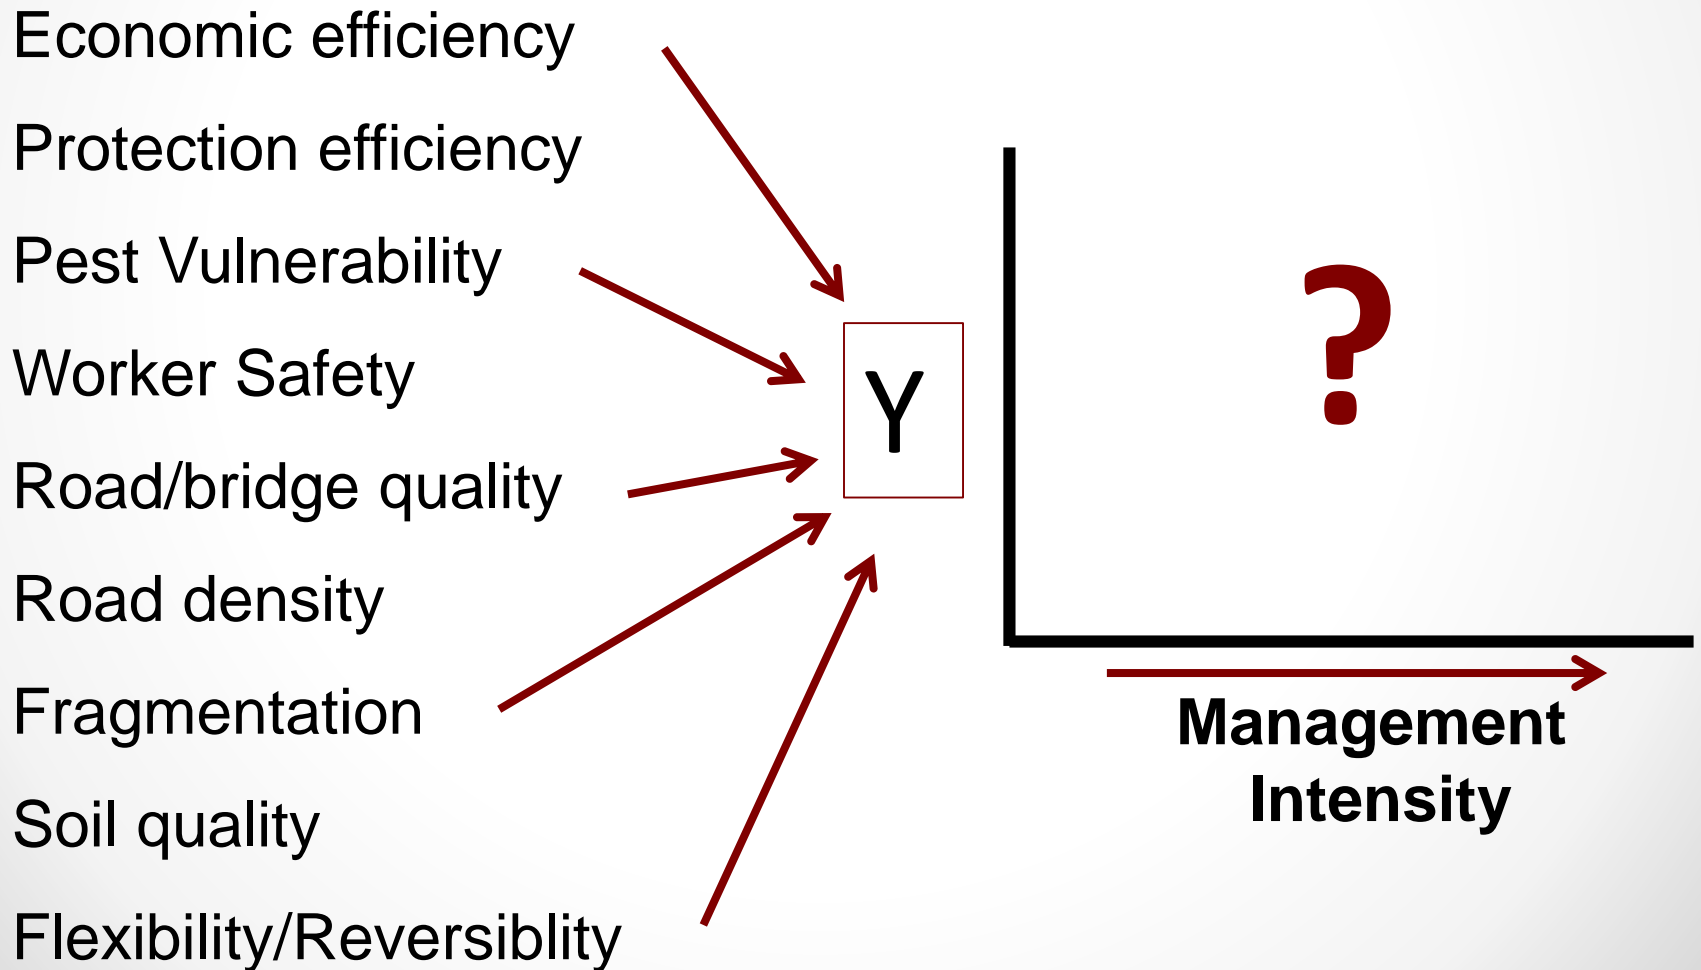 Economic efficiency
Protection efficiency
Pest Vulnerability
Worker Safety
Road/bridge quality
Road density
Fragmentation
Soil quality
Flexibility/Reversiblity
Y
?
Management
Intensity